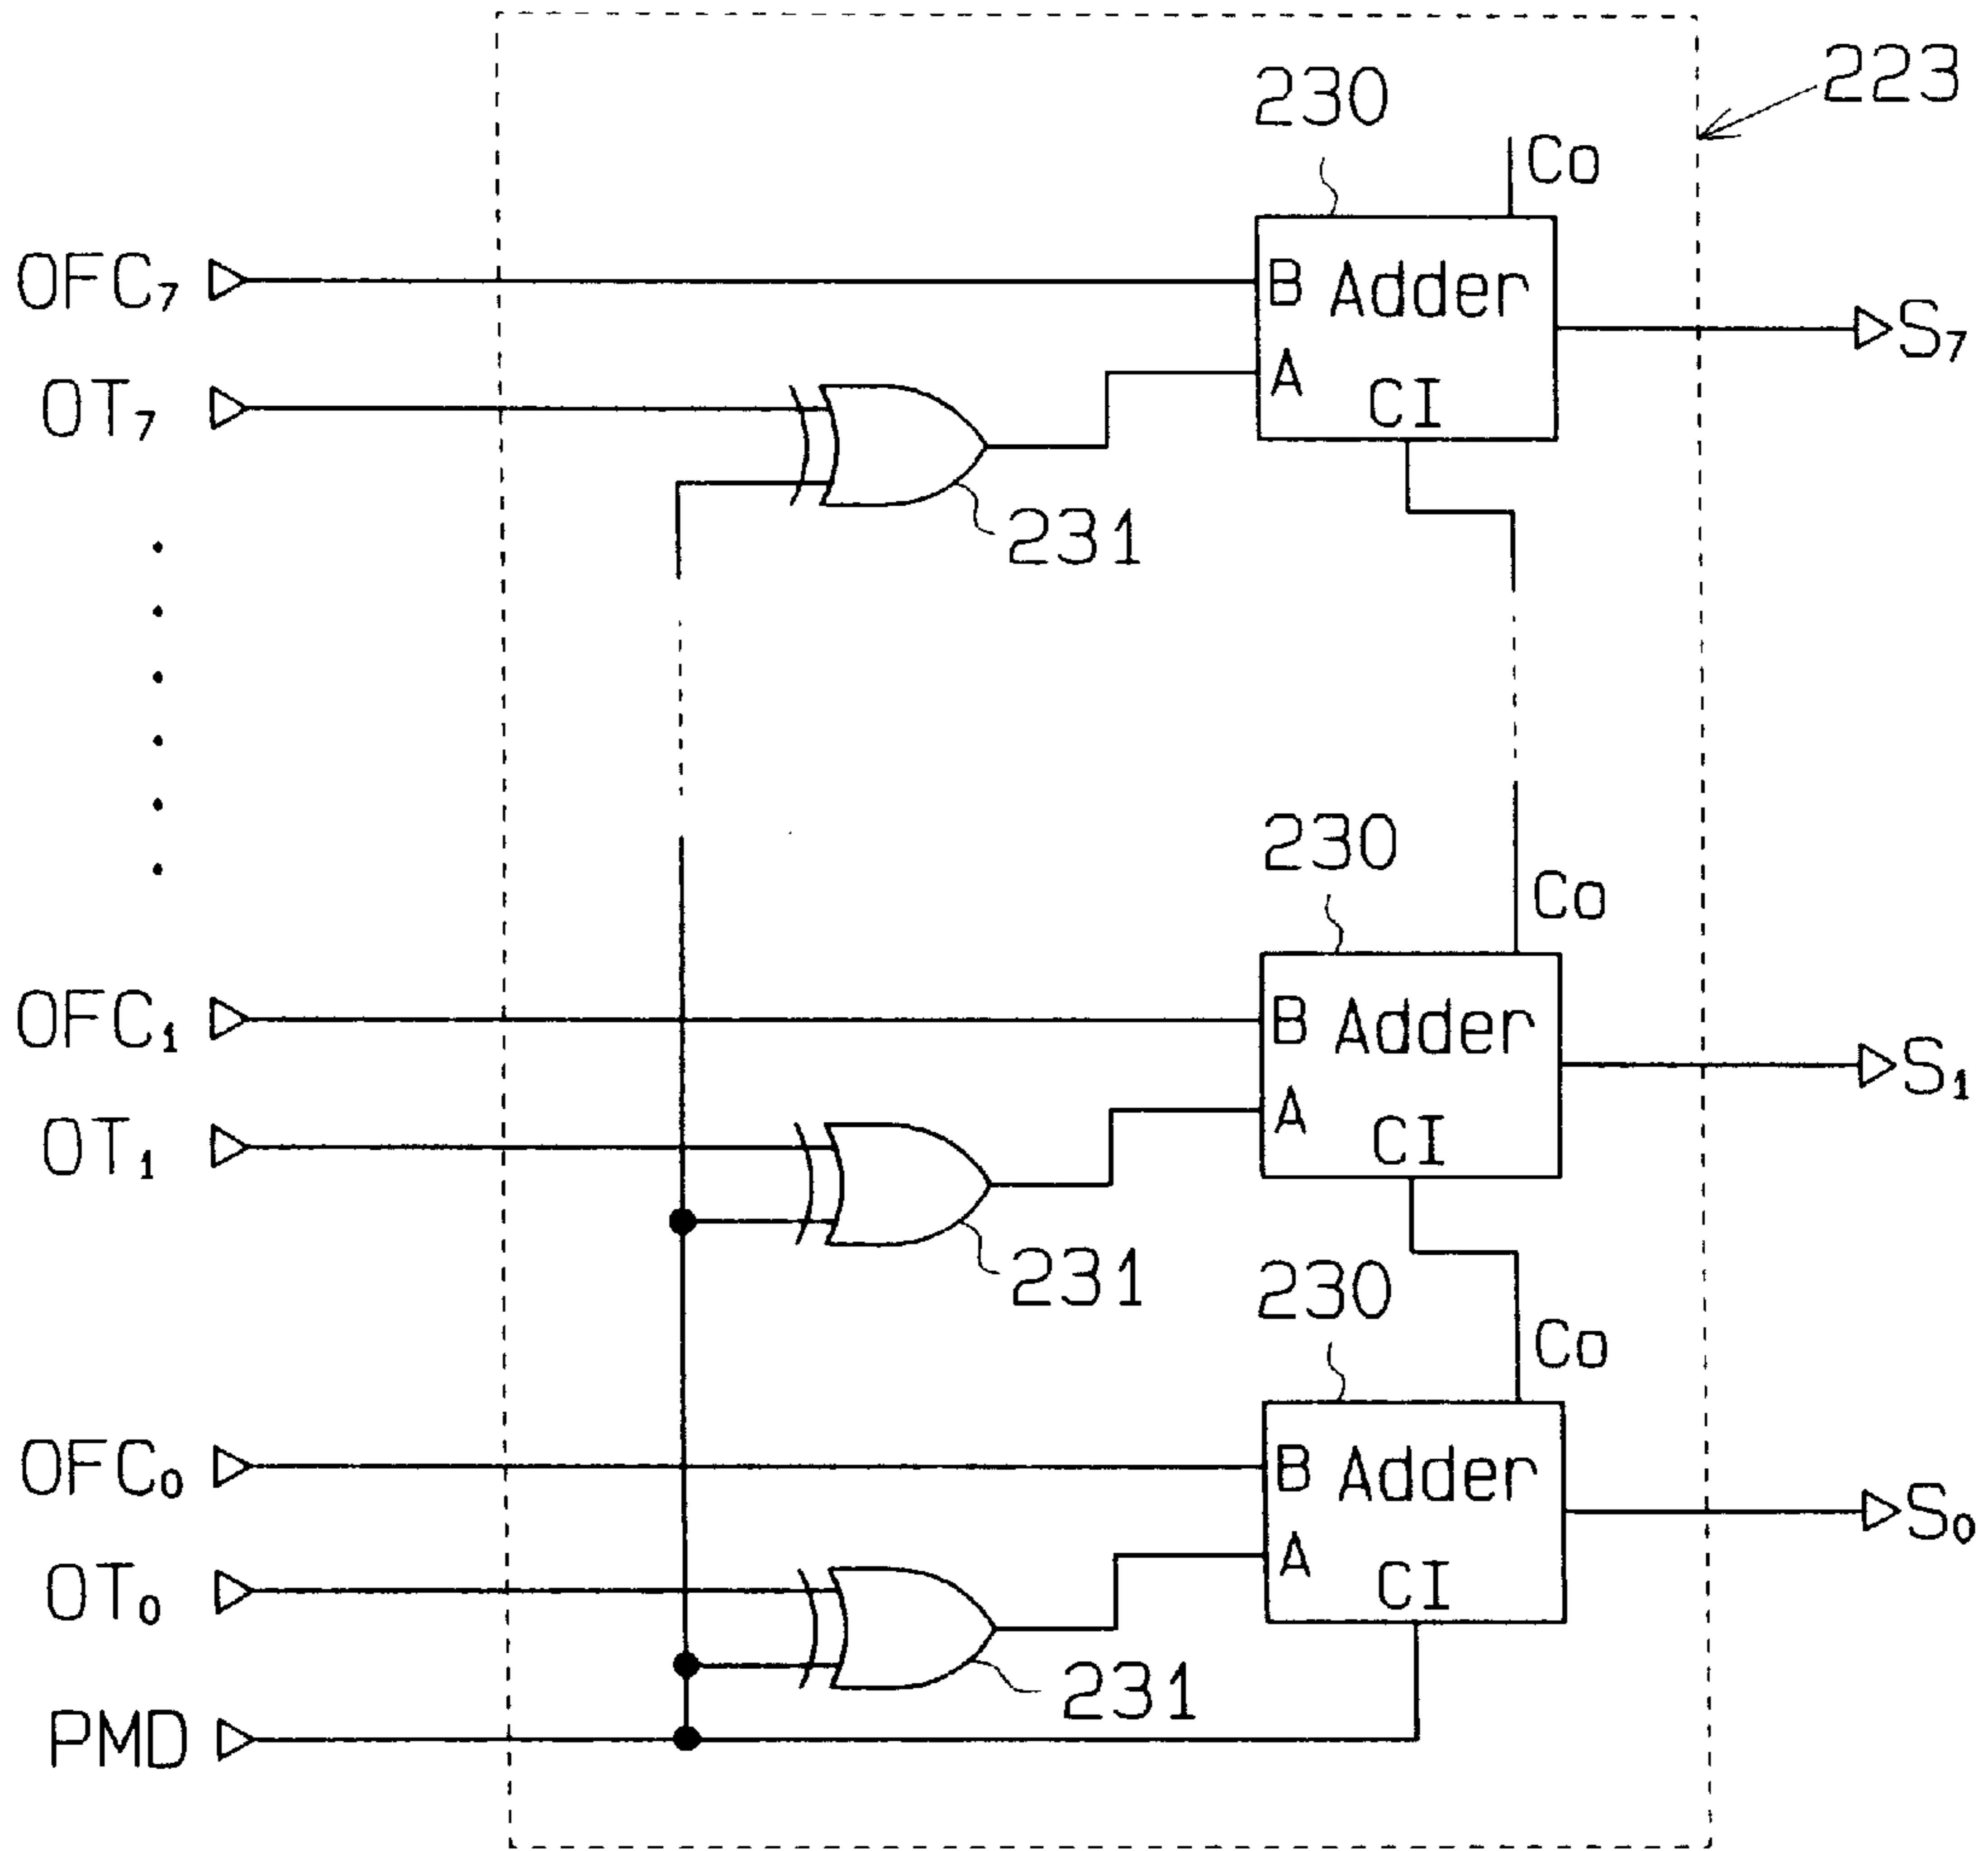 223
230
Co
OFC₇
B Adder
S₇
OT₇
A
CI
231
230
Co
OFC₁
B Adder
S₁
OT₁
A
CI
231
230
Co
OFC₀
B Adder
S₀
OT₀
A
CI
231
PMD